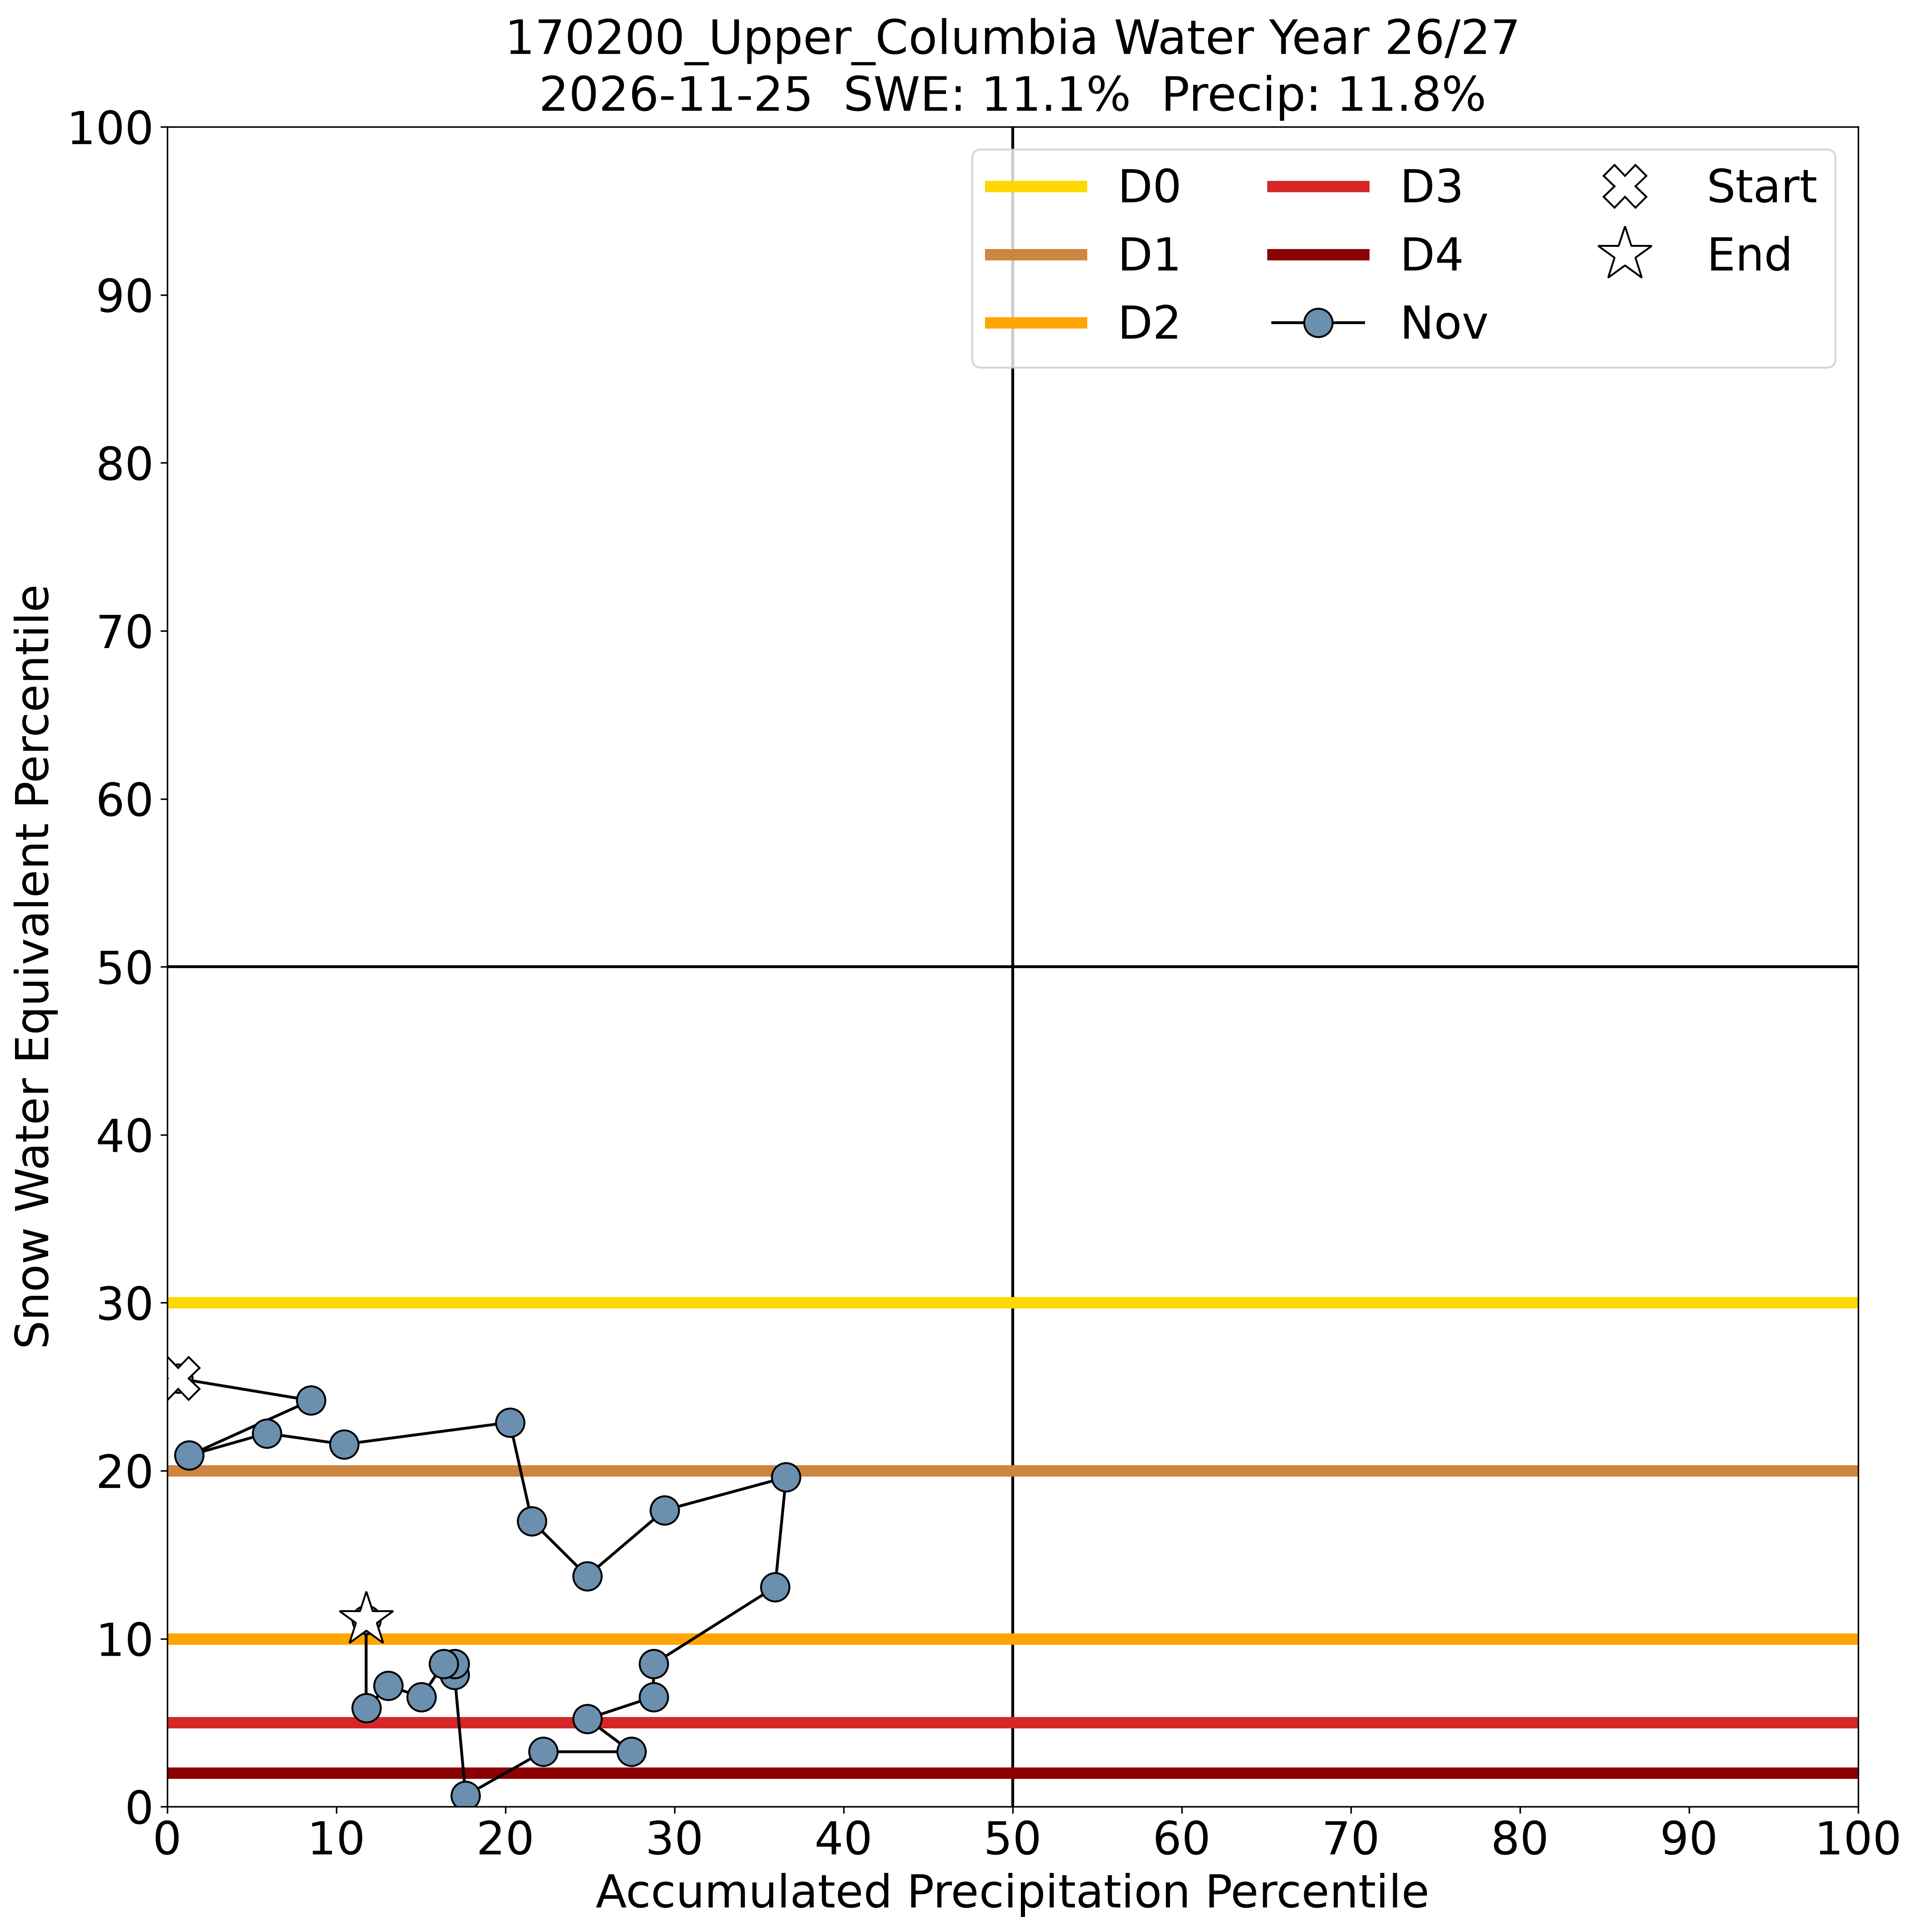 170200_Upper_Columbia Water Year 26/27
2026-11-25 SWE: 11.1% Precip: 11.8%
D0
D1
D2
D3
D4
Nov
Start
End
Snow Water Equivalent Percentile
100
90
80
70
60
50
40
30
20
10
0
0 10 20 30 40 50 60 70 80 90 100
Accumulated Precipitation Percentile